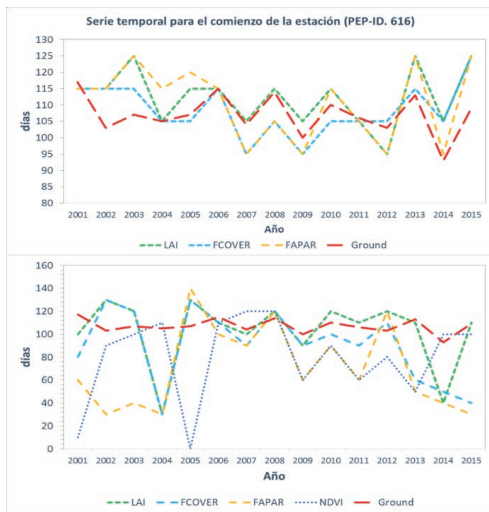 Serie temporal para el comienzo de la estación (PEP-ID. 616)
130
125
120
115
110
105
100
95
90
85
80
días
2001 2002 2003 2004 2005 2006 2007 2008 2009 2010 2011 2012 2013 2014 2015
Año
LAI FCOVER FAPAR Ground
160
140
120
100
80
60
40
20
0
días
2001 2002 2003 2004 2005 2006 2007 2008 2009 2010 2011 2012 2013 2014 2015
Año
LAI FCOVER FAPAR NDVI Ground